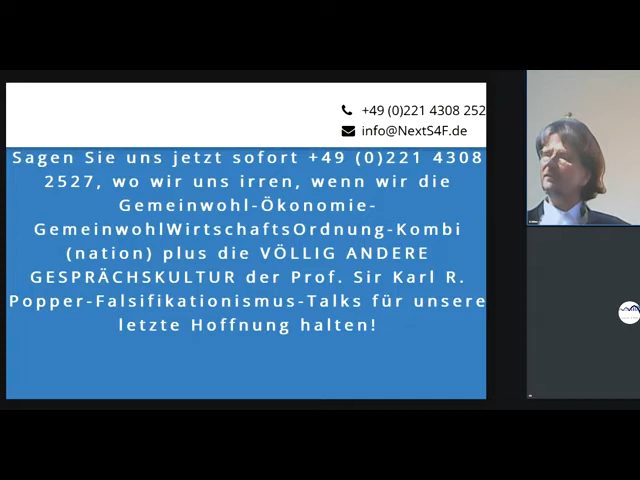 +49 (0)221 4308 252
info@NextS4F.de
Sagen Sie uns jetzt sofort +49 (0)221 4308
2527, wo wir uns irren, wenn wir die
Gemeinwohl-Ökonomie-
GemeinwohlWirtschaftsOrdnung-Kombi
(nation) plus die VÖLLIG ANDERE
GESPRÄCHSKULTUR der Prof. Sir Karl R.
Popper-Falsifikationismus-Talks für unsere
letzte Hoffnung halten!